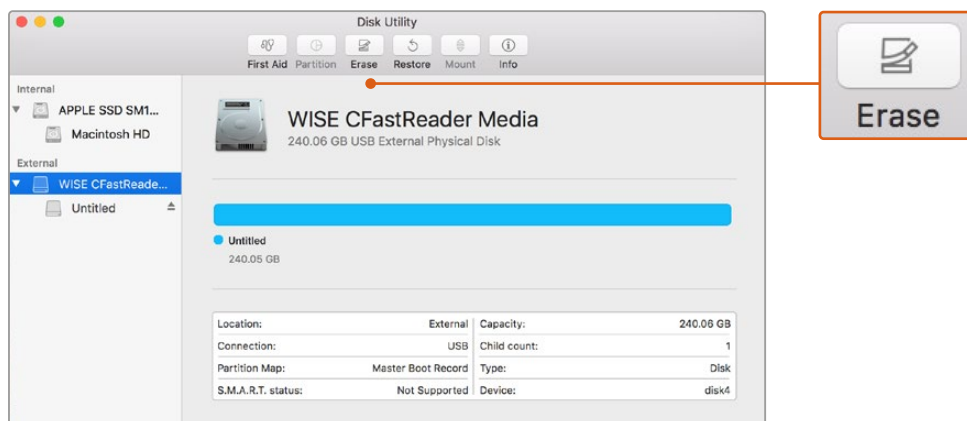 Disk Utility
First Aid Partition Erase Restore Mount Info
Erase
Internal
APPLE SSD SM1...
Macintosh HD
External
WISE CFastReade...
Untitled
WISE CFastReader Media
240.06 GB USB External Physical Disk
Untitled
240.05 GB
Location: External Capacity: 240.06 GB
Connection: USB Child count: 1
Partition Map: Master Boot Record Type: Disk
S.M.A.R.T. status: Not Supported Device: disk4